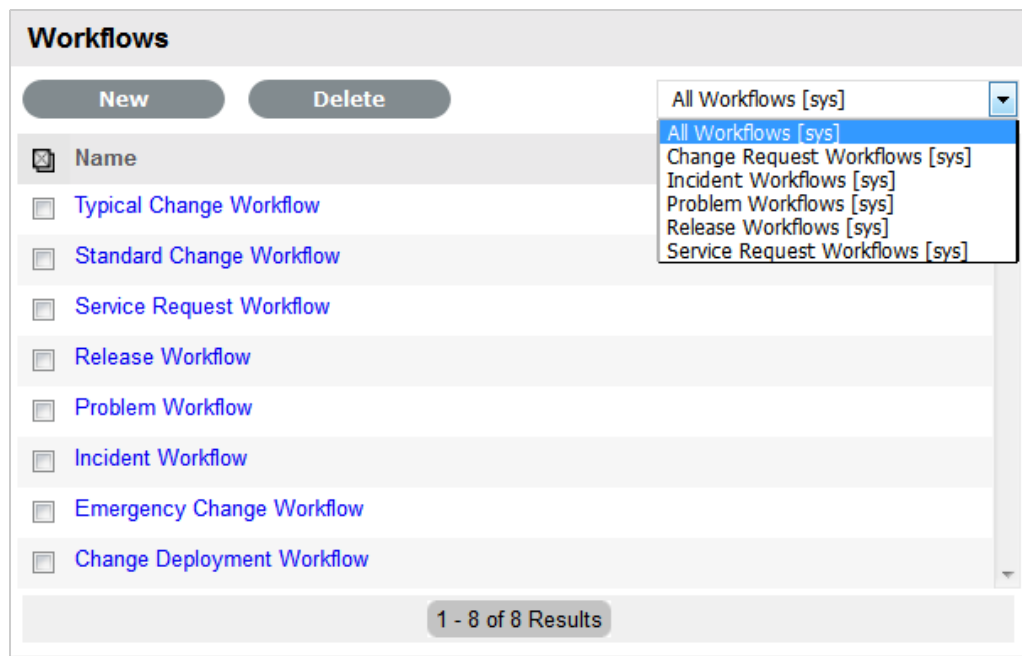 Workflows
New Delete All Workflows [sys]
All Workflows [sys]
Change Request Workflows [sys]
Incident Workflows [sys]
Problem Workflows [sys]
Release Workflows [sys]
Service Request Workflows [sys]
Name
Typical Change Workflow
Standard Change Workflow
Service Request Workflow
Release Workflow
Problem Workflow
Incident Workflow
Emergency Change Workflow
Change Deployment Workflow
1 - 8 of 8 Results